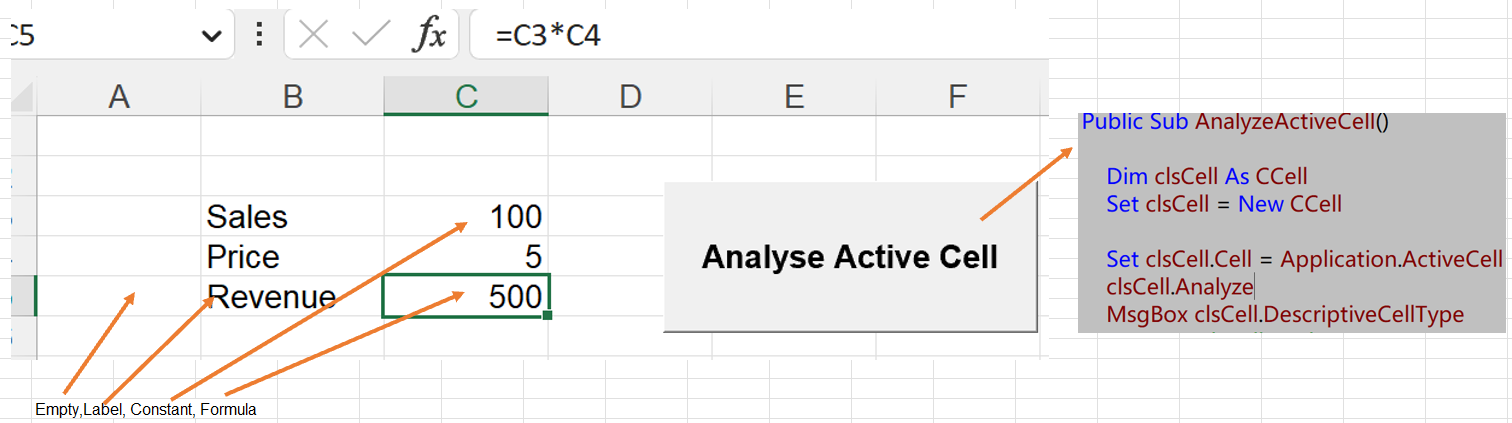 C5 fx =C3*C4
A B C D E F
Sales 100
Price 5
Revenue 500
Analyse Active Cell
Empty,Label, Constant, Formula
Public Sub AnalyzeActiveCell()
Dim clsCell As CCell
Set clsCell = New CCell
Set clsCell.Cell = Application.ActiveCell
clsCell.Analyze
MsgBox clsCell.DescriptiveCellType